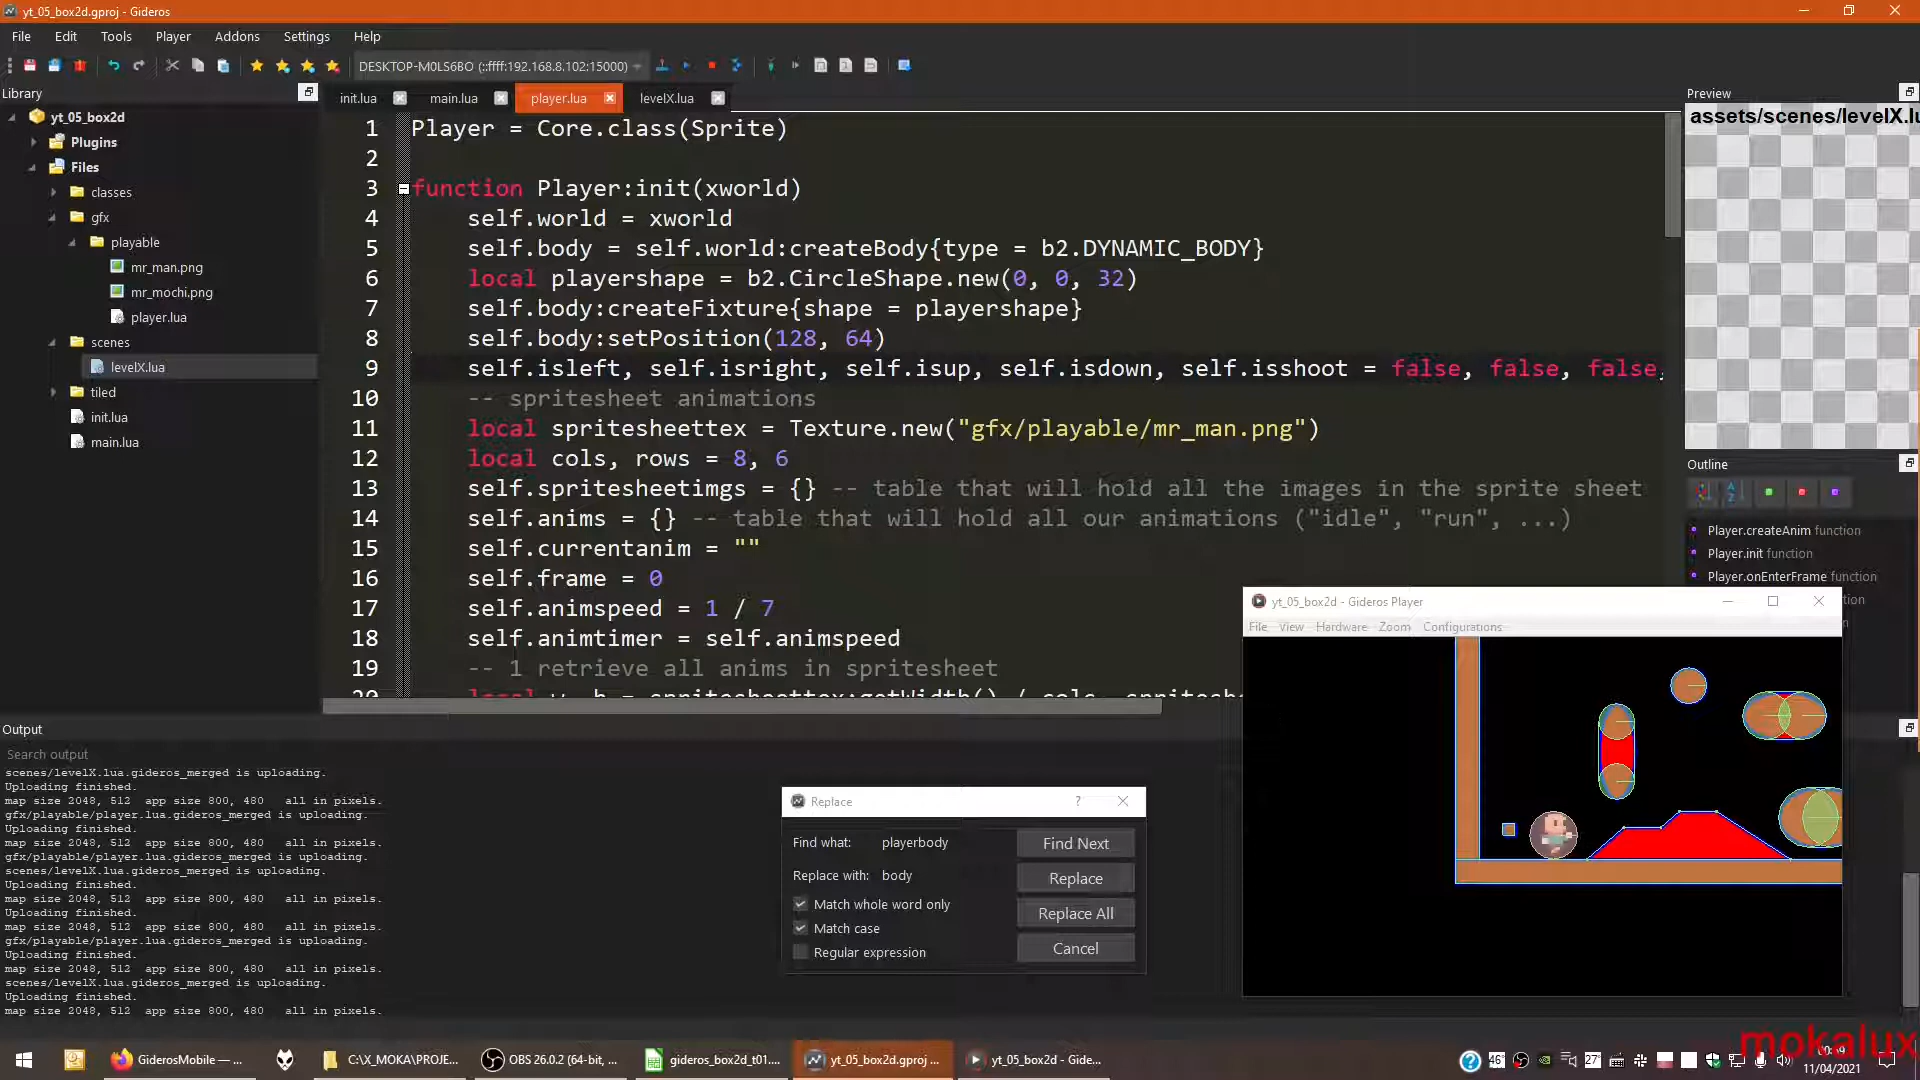 yt_05_box2d.gproj - Gideros
File Edit Tools Player Addons Settings Help
DESKTOP-M0LS6BO (::ffff:192.168.8.102:15000)
Library
yt_05_box2d
Plugins
Files
classes
gfx
playable
mr_man.png
mr_mochi.png
player.lua
scenes
levelX.lua
tiled
init.lua
main.lua
init.lua main.lua player.lua levelX.lua
1 Player = Core.class(Sprite)
2
3 function Player:init(xworld)
4 self.world = xworld
5 self.body = self.world:createBody{type = b2.DYNAMIC_BODY}
6 local playershape = b2.CircleShape.new(0, 0, 32)
7 self.body:createFixture{shape = playershape}
8 self.body:setPosition(128, 64)
9 self.isleft, self.isright, self.isup, self.isdown, self.isshoot = false, false, false,
10 -- spritesheet animations
11 local spritesheettex = Texture.new("gfx/playable/mr_man.png")
12 local cols, rows = 8, 6
13 self.spritesheetimgs = {} -- table that will hold all the images in the sprite sheet
14 self.anims = {} -- table that will hold all our animations ("idle", "run", ...)
15 self.currentanim = ""
16 self.frame = 0
17 self.animspeed = 1 / 7
18 self.animtimer = self.animspeed
19 -- 1 retrieve all anims in spritesheet
20 local w, h = spritesheettex:getWidth() / cols,
Preview
assets/scenes/levelX.lu
Outline
Player.createAnim function
Player.init function
Player.onEnterFrame function
yt_05_box2d - Gideros Player
File View Hardware Zoom Configurations
Output
Search output
scenes/levelX.lua.gideros_merged is uploading.
Uploading finished.
map size 2048, 512 app size 800, 480 all in pixels.
gfx/playable/player.lua.gideros_merged is uploading.
Uploading finished.
map size 2048, 512 app size 800, 480 all in pixels.
gfx/playable/player.lua.gideros_merged is uploading.
scenes/levelX.lua.gideros_merged is uploading.
Uploading finished.
map size 2048, 512 app size 800, 480 all in pixels.
Uploading finished.
map size 2048, 512 app size 800, 480 all in pixels.
gfx/playable/player.lua.gideros_merged is uploading.
Uploading finished.
map size 2048, 512 app size 800, 480 all in pixels.
scenes/levelX.lua.gideros_merged is uploading.
Uploading finished.
map size 2048, 512 app size 800, 480 all in pixels.
Replace ?
Find what: playerbody
Replace with: body
Match whole word only
Match case
Regular expression
Find Next
Replace
Replace All
Cancel
GiderosMobile — ...
C:\X_MOKA\PROJE...
OBS 26.0.2 (64-bit, ...
gideros_box2d_t01....
yt_05_box2d.gproj ...
yt_05_box2d - Gide...
46°
27°
11/04/2021
mokalux